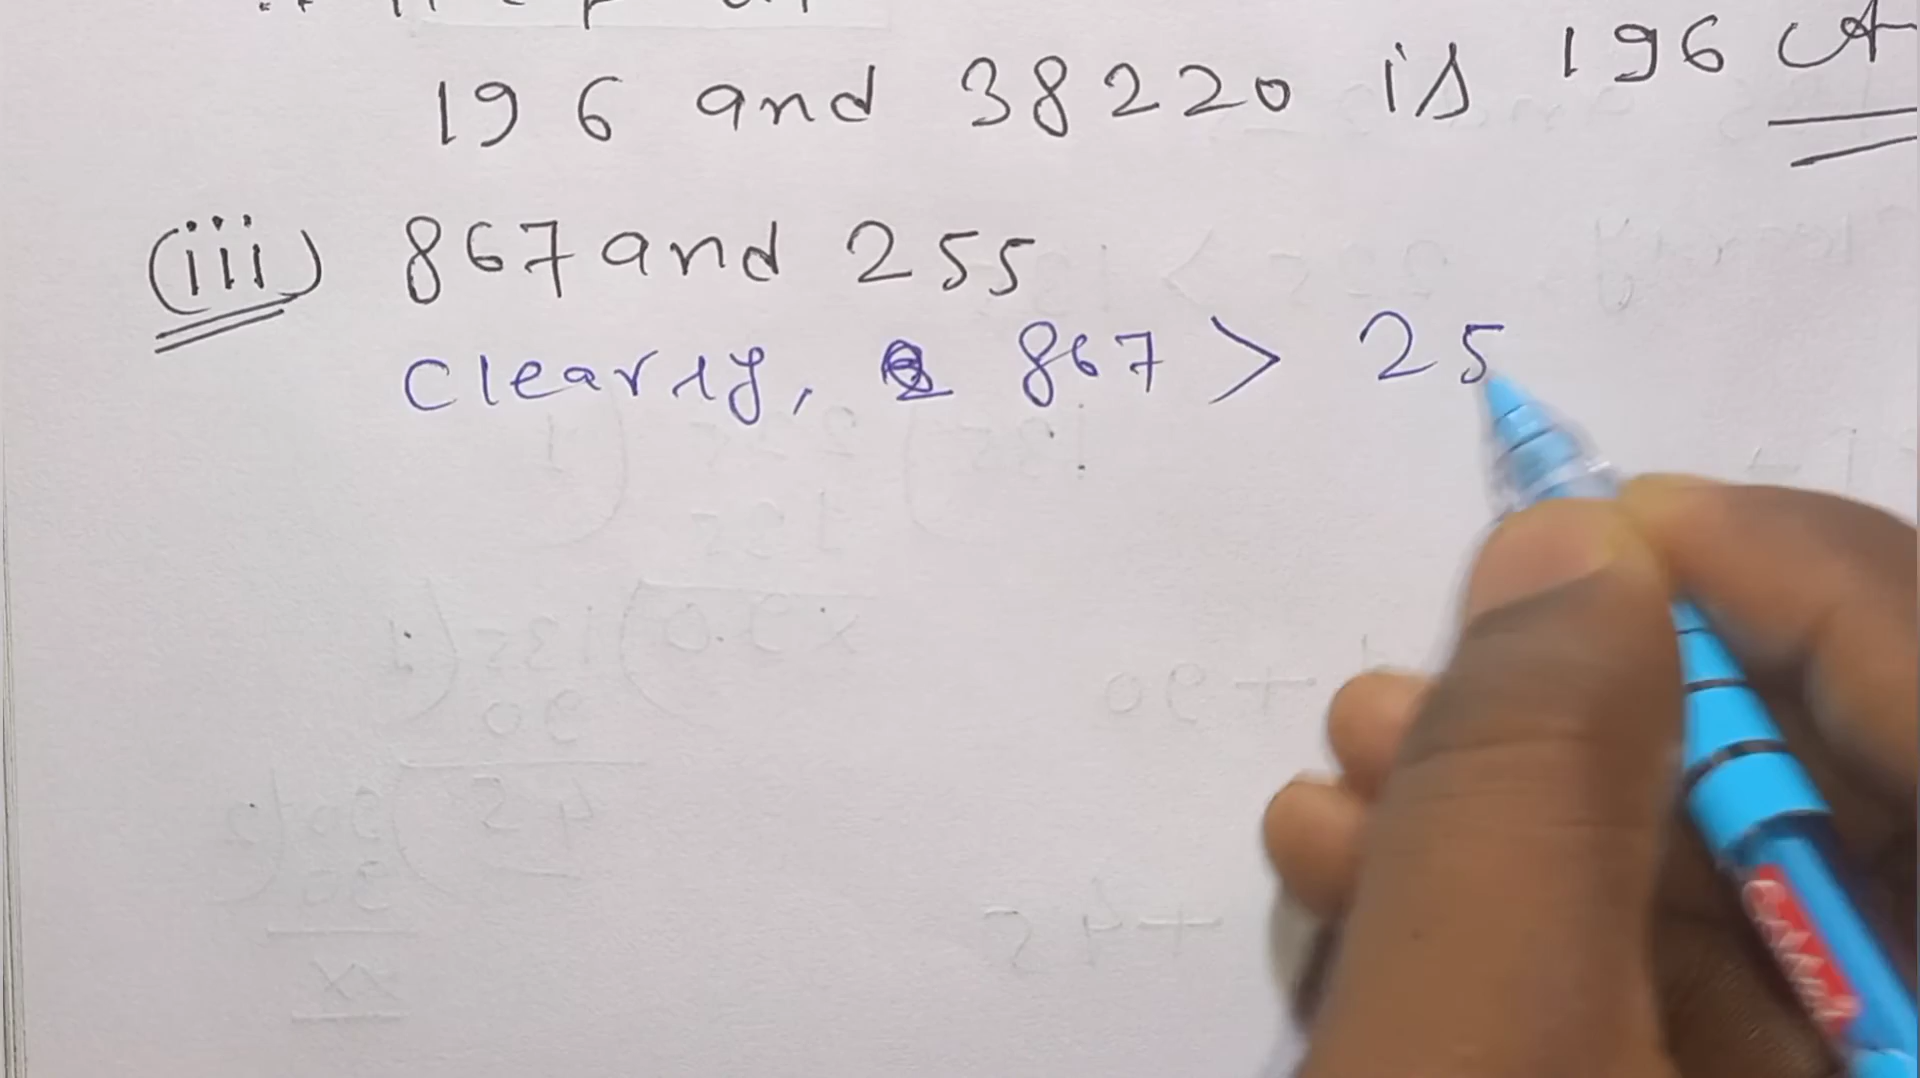 196 and 38220 is 196
(iii) 867 and 255
Clearly, 867 > 25